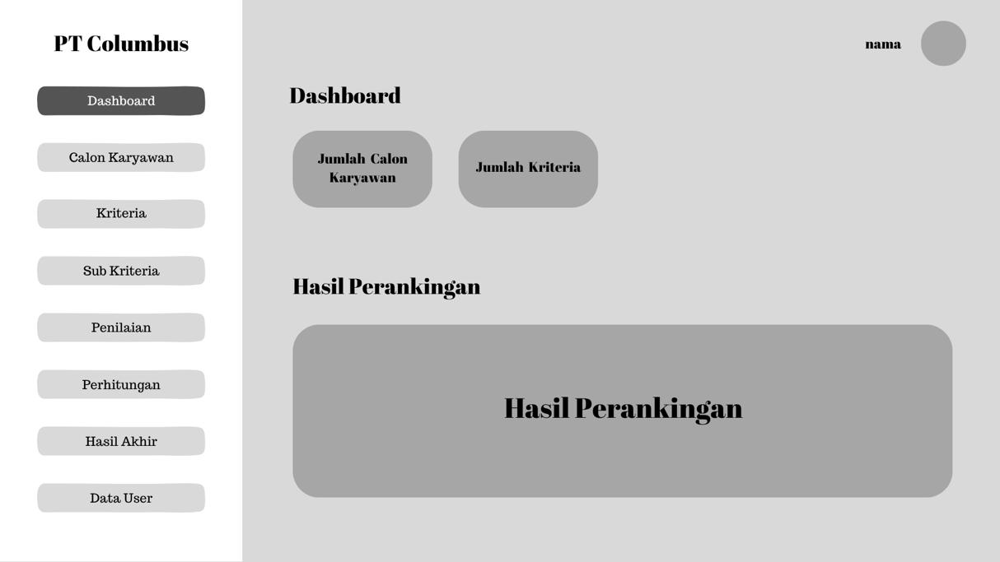 PT Columbus
Dashboard
Calon Karyawan
Kriteria
Sub Kriteria
Penilaian
Perhitungan
Hasil Akhir
Data User
nama
Dashboard
Jumlah Calon
Karyawan
Jumlah Kriteria
Hasil Perankingan
Hasil Perankingan